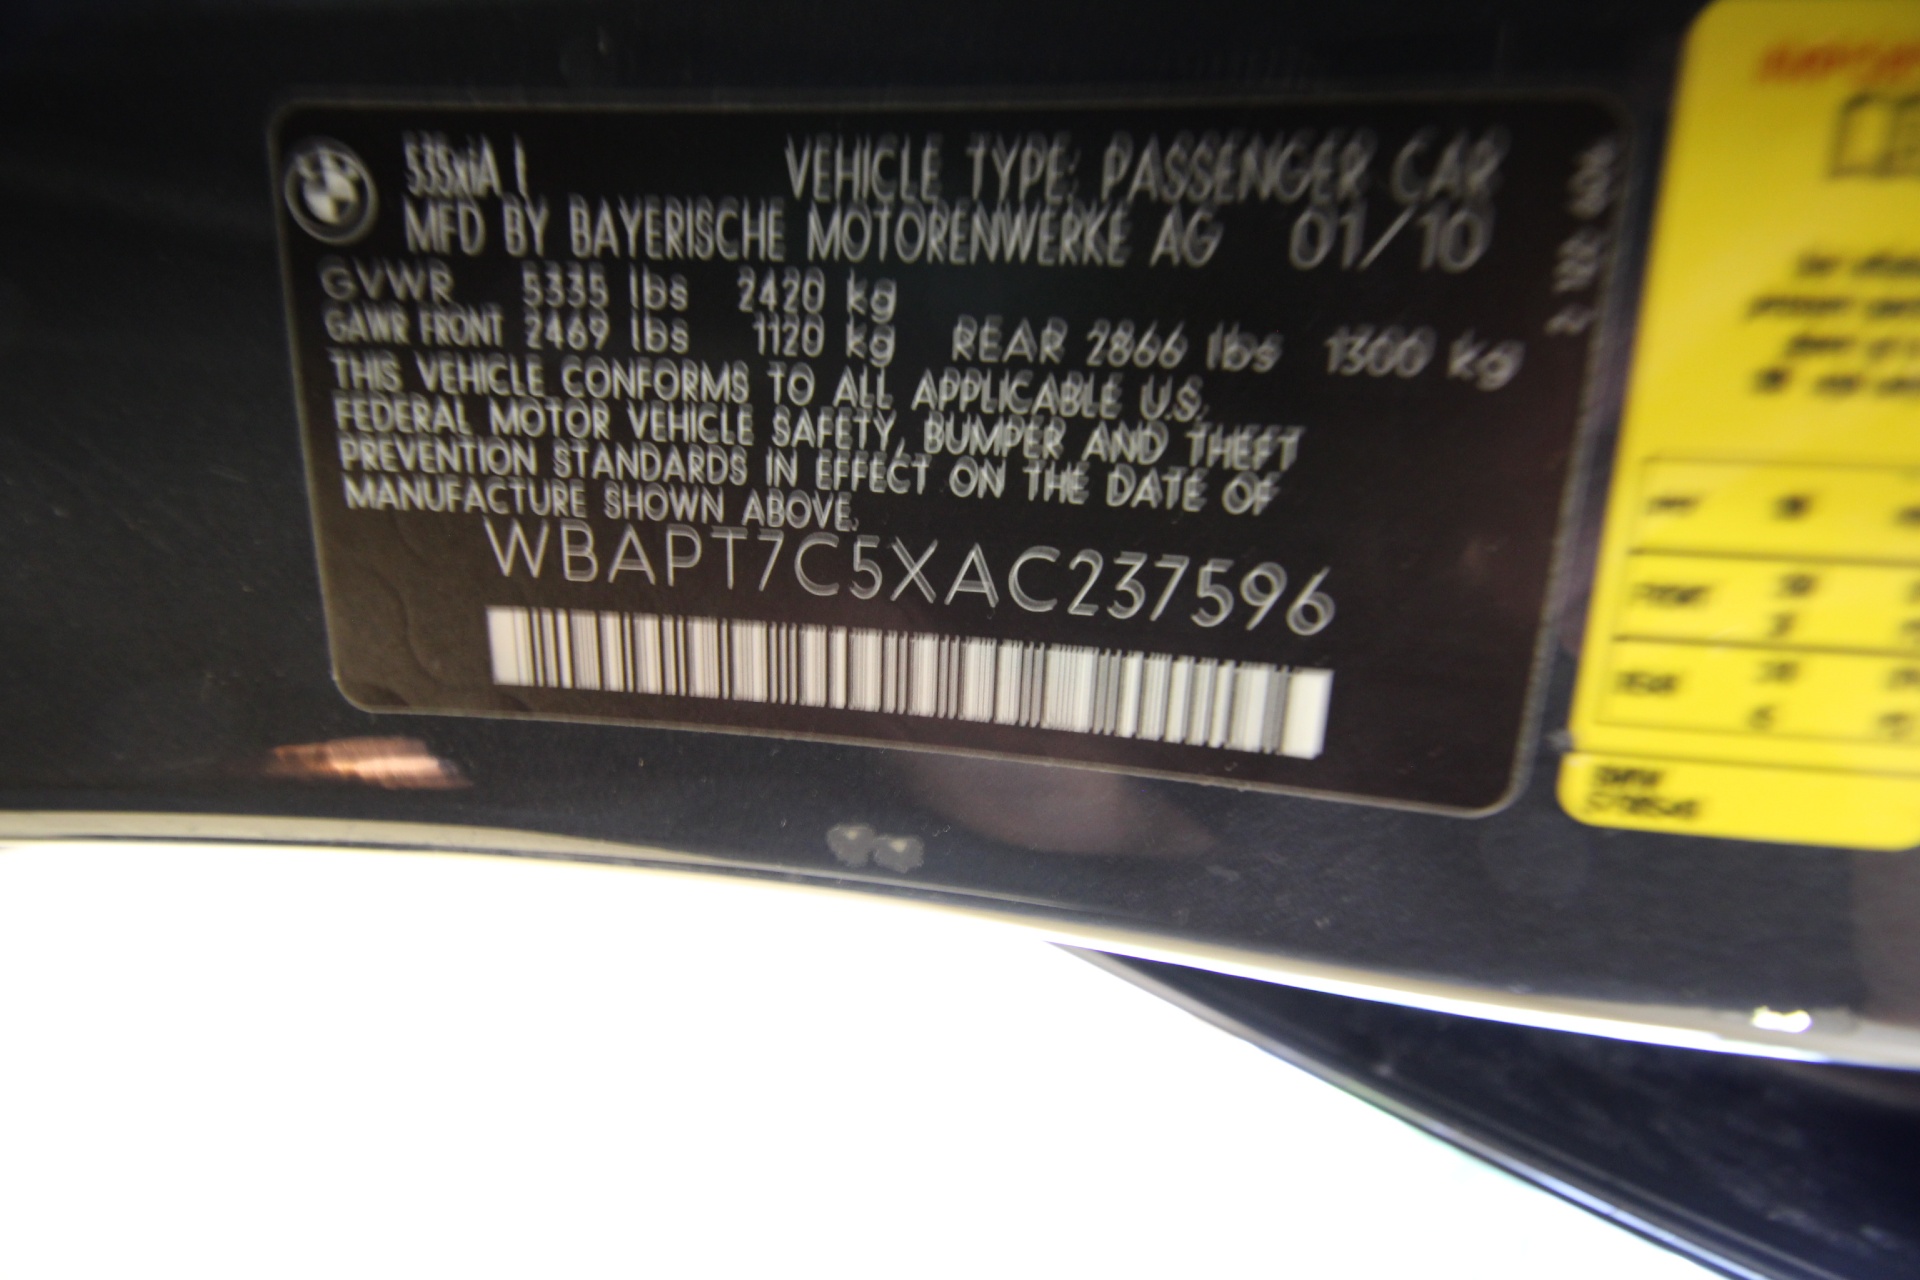 535xiA
VEHICLE TYPE: PASSENGER CAR
MFD BY BAYERISCHE MOTORENWERKE AG 01/10
GVWR 5335 lbs 2420 kg
GAWR FRONT 2469 lbs 1120 kg REAR 2866 lbs 1300 kg
THIS VEHICLE CONFORMS TO ALL APPLICABLE U.S.
FEDERAL MOTOR VEHICLE SAFETY, BUMPER AND THEFT
PREVENTION STANDARDS IN EFFECT ON THE DATE OF
MANUFACTURE SHOWN ABOVE.
WBAPT7C5XAC237596
FRONT
REAR